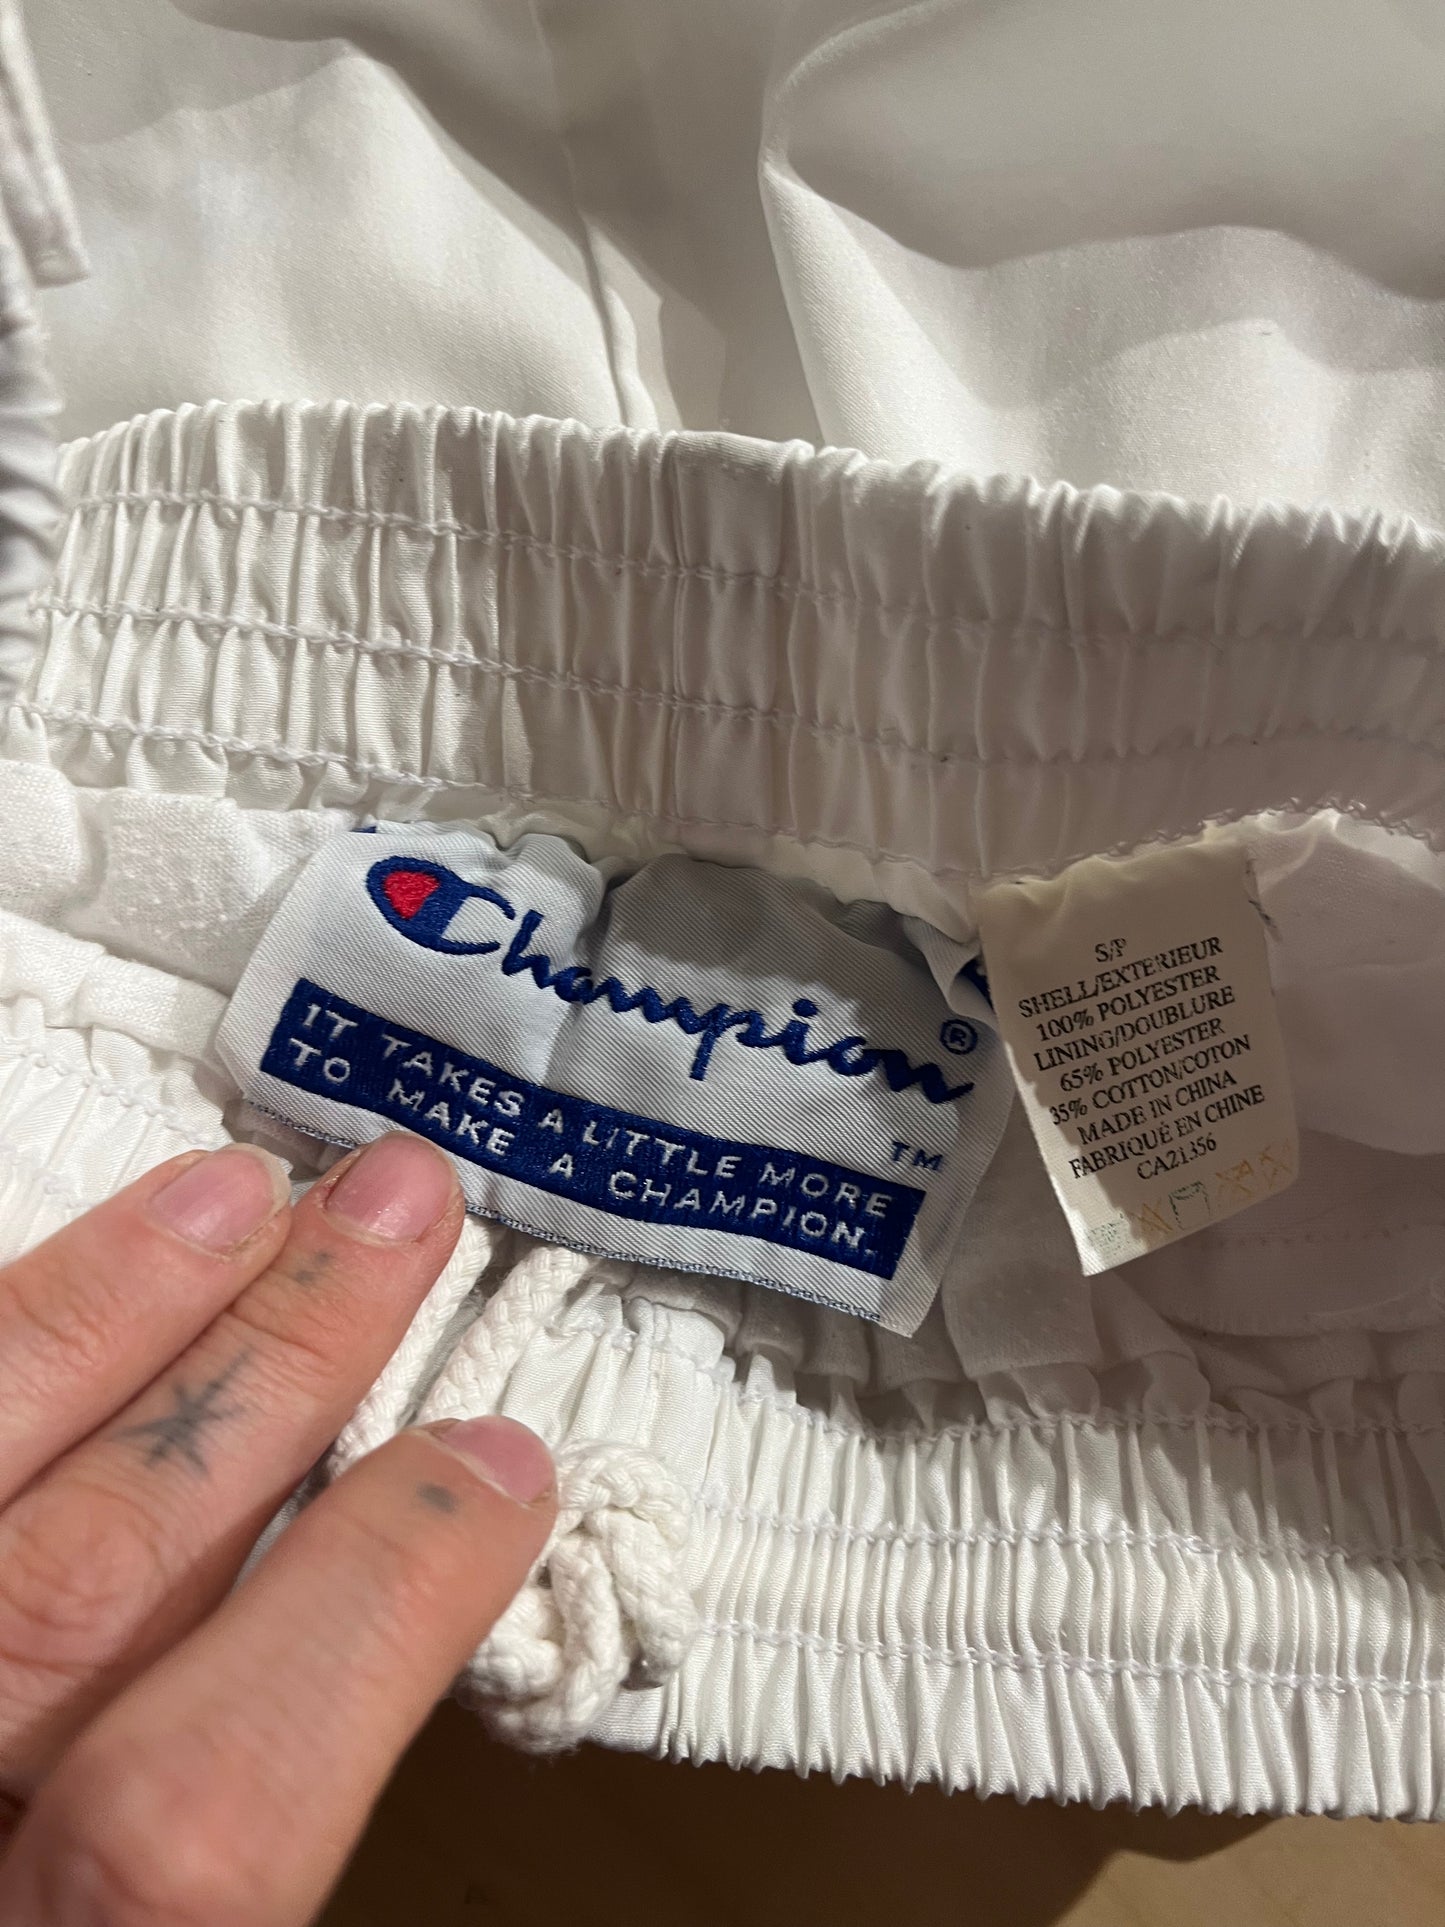 Champion®
IT TAKES A LITTLE MORE
TO MAKE A CHAMPION.
TM
S/P
SHELL/EXTERIEUR
100% POLYESTER
LINING/DOUBLURE
65% POLYESTER
35% COTTON/COTON
MADE IN CHINA
FABRIQUÉ EN CHINE
CA21356